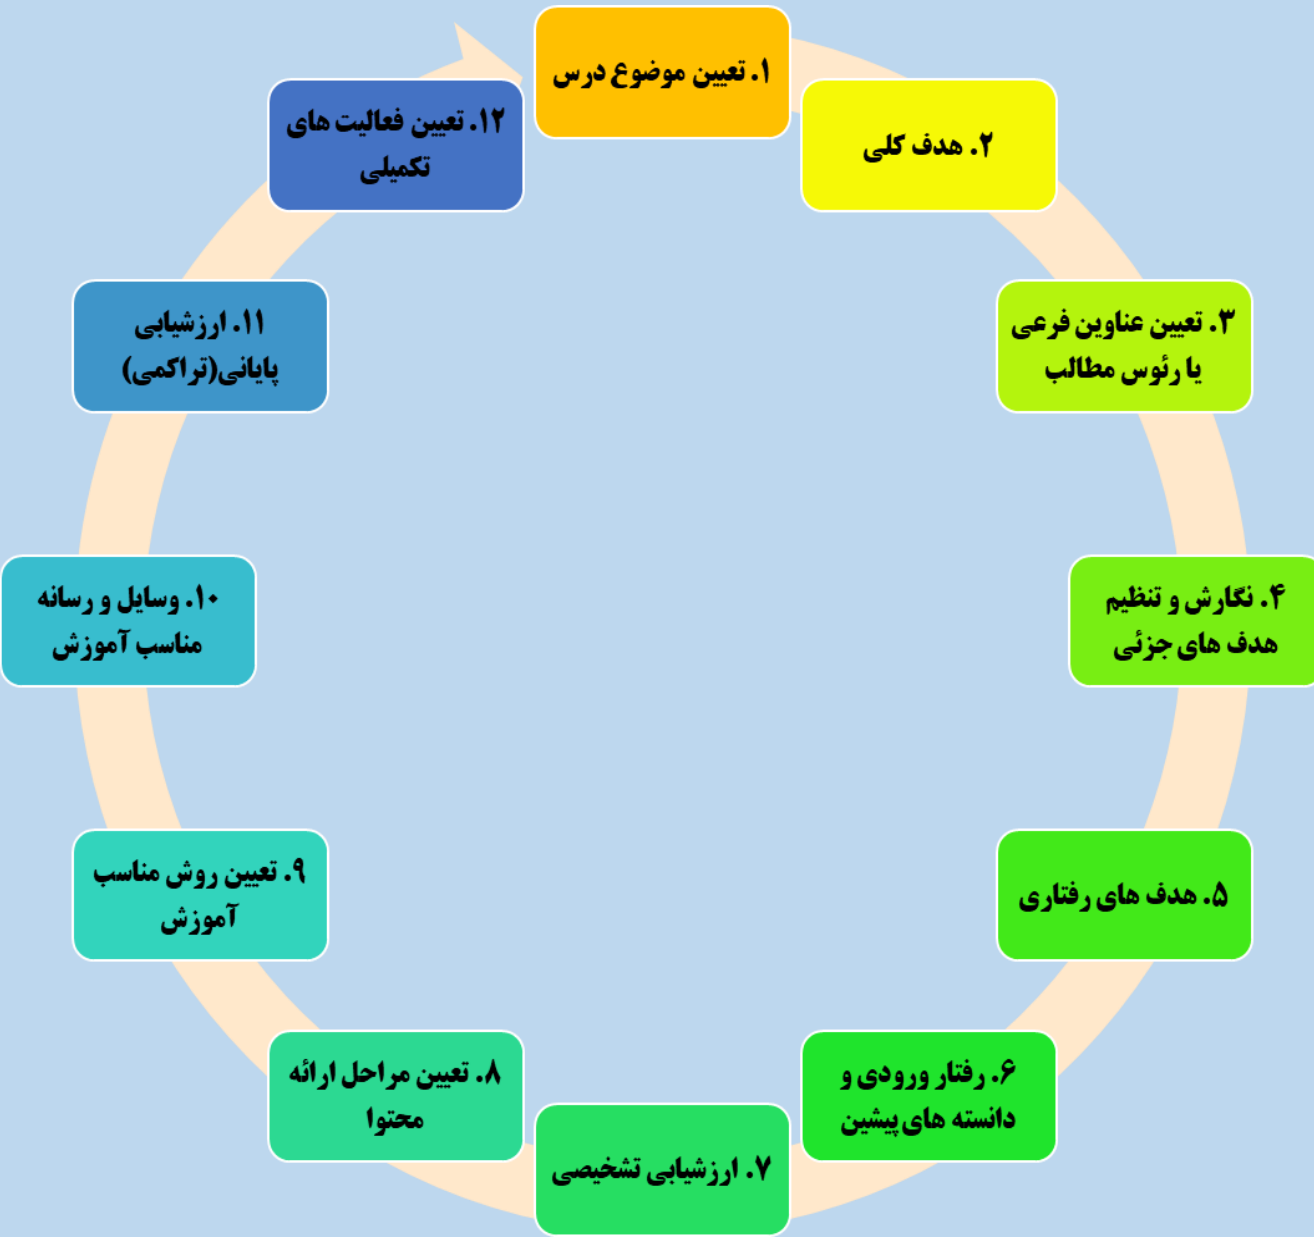 ۱. تعیین موضوع درس
۲. هدف کلی
۳. تعیین عناوین فرعی
یا رئوس مطالب
۴. نگارش و تنظیم
هدف های جزئی
۵. هدف های رفتاری
۶. رفتار ورودی و
دانسته های پیشین
۷. ارزشیابی تشخیصی
۸. تعیین مراحل ارائه
محتوا
۹. تعیین روش مناسب
آموزش
۱۰. وسایل و رسانه
مناسب آموزش
۱۱. ارزشیابی
پایانی(تراکمی)
۱۲. تعیین فعالیت های
تکمیلی